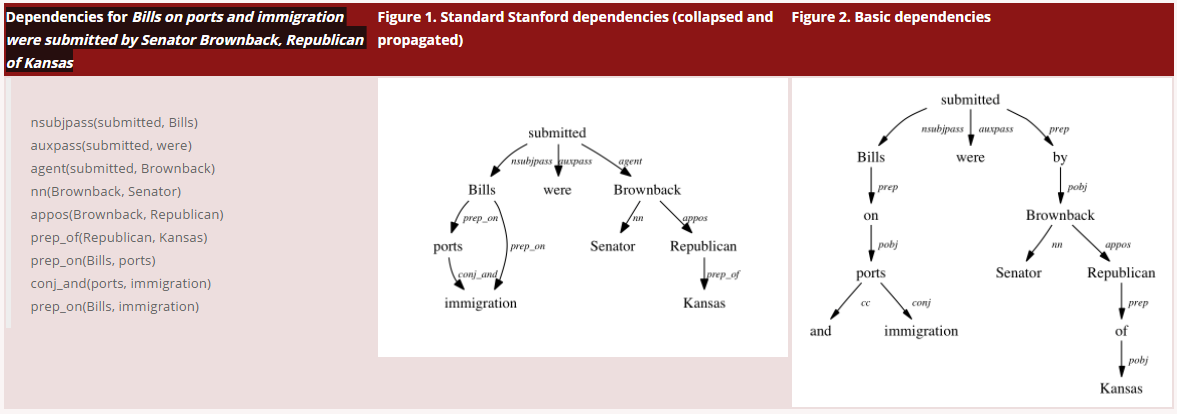 Dependencies for Bills on ports and immigration
were submitted by Senator Brownback, Republican
of Kansas
nsubjpass(submitted, Bills)
auxpass(submitted, were)
agent(submitted, Brownback)
nn(Brownback, Senator)
appos(Brownback, Republican)
prep_of(Republican, Kansas)
prep_on(Bills, ports)
conj_and(ports, immigration)
prep_on(Bills, immigration)
Figure 1. Standard Stanford dependencies (collapsed and
propagated)
submitted
nsubjpass auxpass agent
Bills were Brownback
prep_on nn appos
ports prep_on Senator Republican
conj_and prep_of
immigration Kansas
Figure 2. Basic dependencies
submitted
nsubjpass auxpass prep
Bills were by
prep pobj
on Brownback
pobj nn appos
ports Senator Republican
cc conj prep
and immigration of
pobj
Kansas